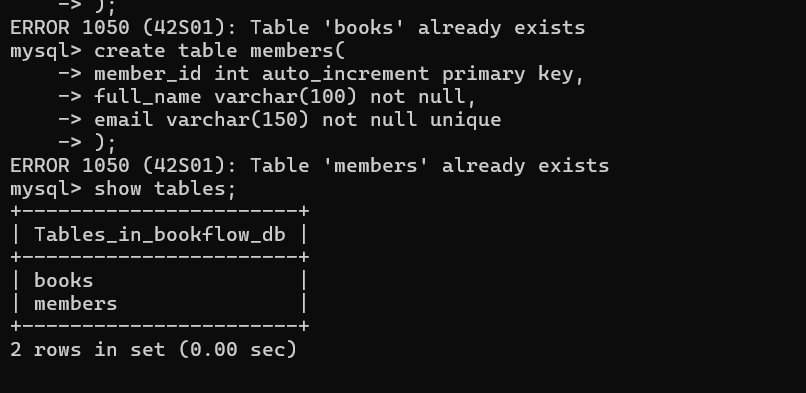 -> );
ERROR 1050 (42S01): Table 'books' already exists
mysql> create table members(
    -> member_id int auto_increment primary key,
    -> full_name varchar(100) not null,
    -> email varchar(150) not null unique
    -> );
ERROR 1050 (42S01): Table 'members' already exists
mysql> show tables;
+-----------------------+
| Tables_in_bookflow_db |
+-----------------------+
| books                 |
| members               |
+-----------------------+
2 rows in set (0.00 sec)